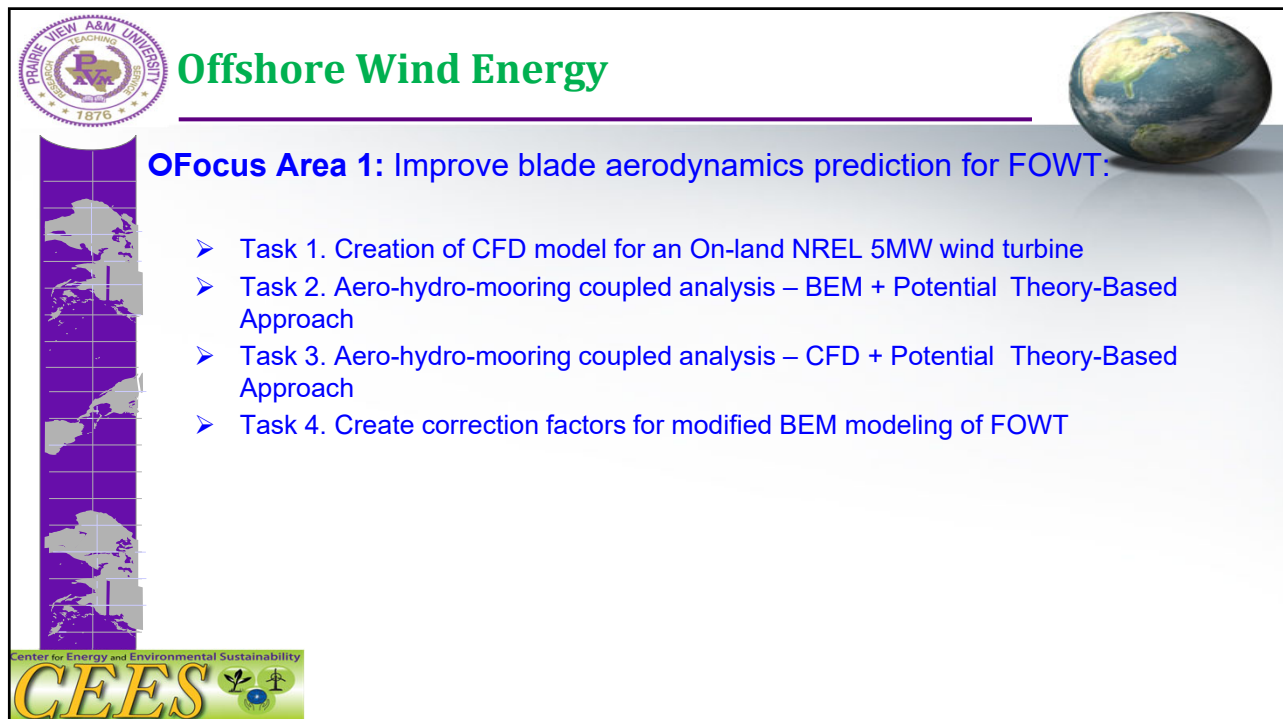 PRAIRIE VIEW A&M UNIVERSITY
TEACHING
RESEARCH
SERVICE
PVAM
1876
Offshore Wind Energy
Focus Area 1: Improve blade aerodynamics prediction for FOWT:
➢ Task 1. Creation of CFD model for an On-land NREL 5MW wind turbine
➢ Task 2. Aero-hydro-mooring coupled analysis – BEM + Potential Theory-Based
Approach
➢ Task 3. Aero-hydro-mooring coupled analysis – CFD + Potential Theory-Based
Approach
➢ Task 4. Create correction factors for modified BEM modeling of FOWT
Center for Energy and Environmental Sustainability
CEES